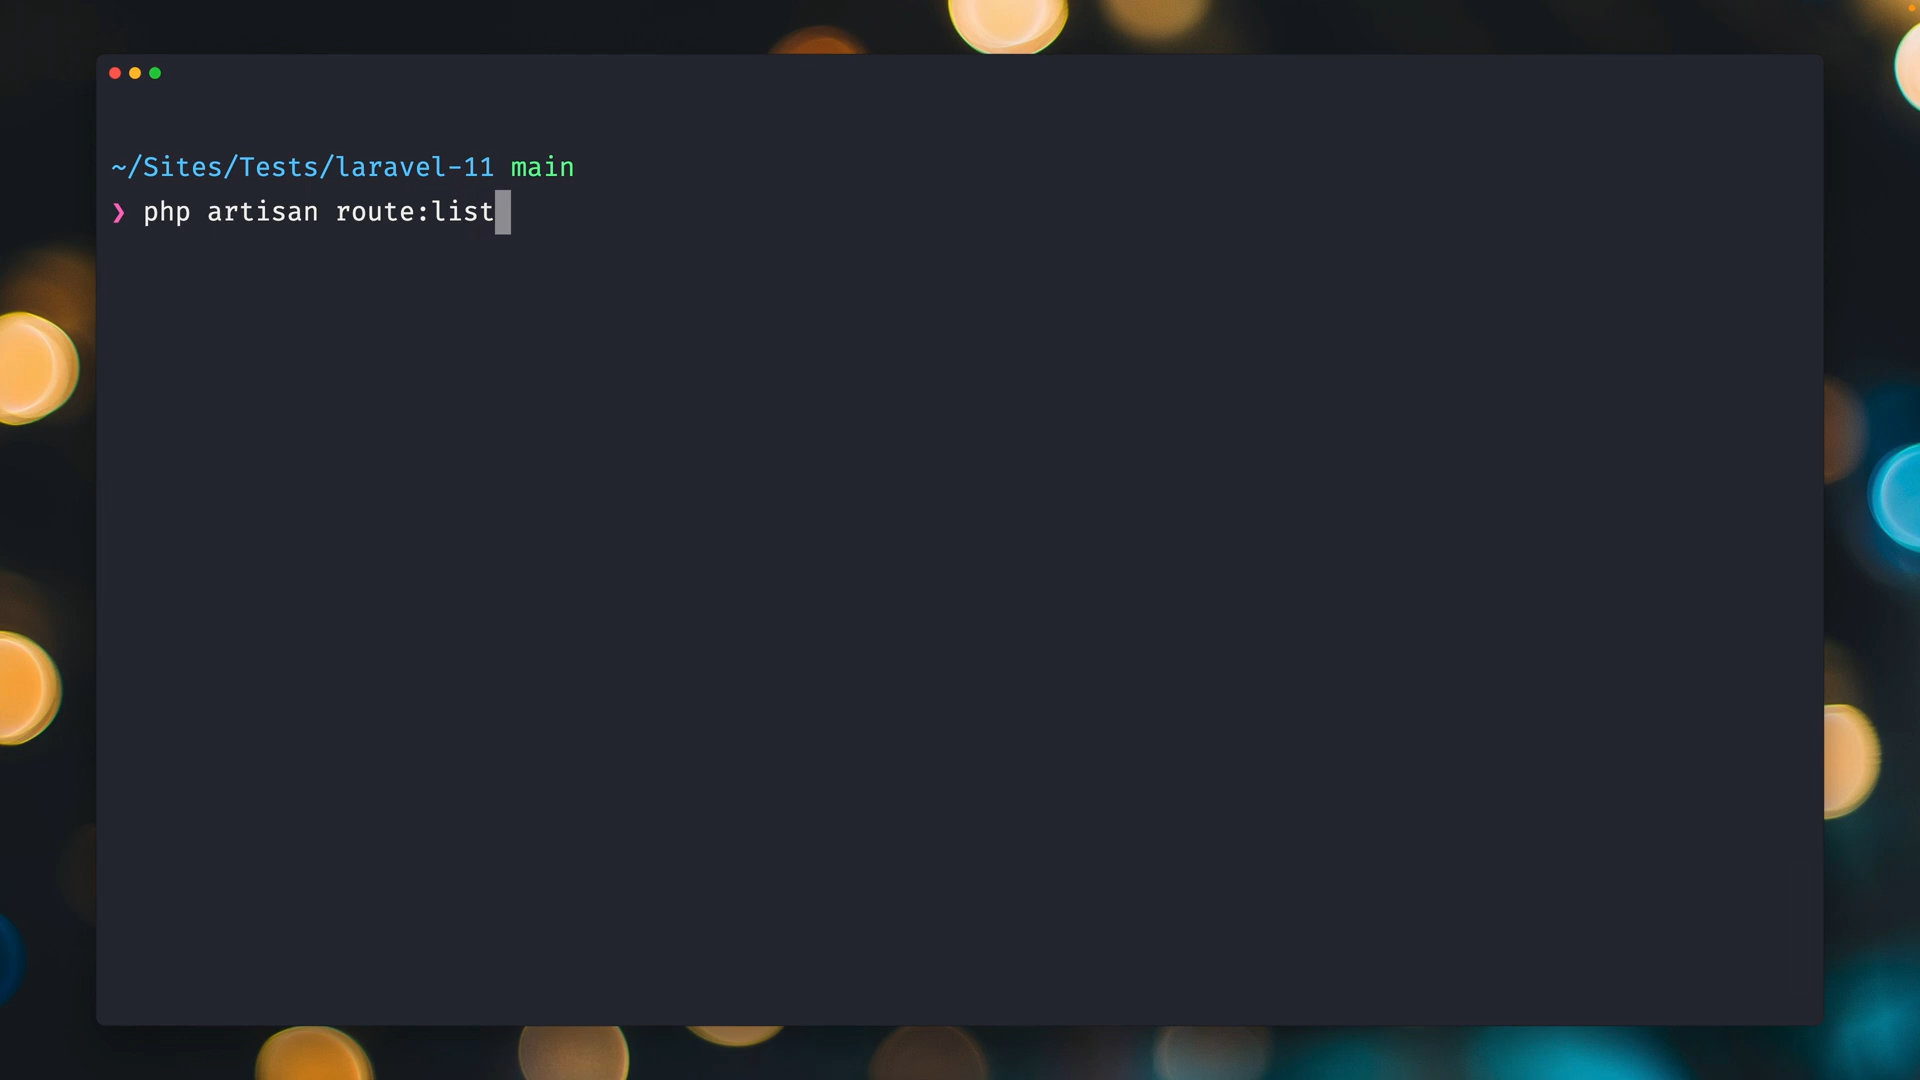 ~/Sites/Tests/laravel-11 main
❯ php artisan route:list